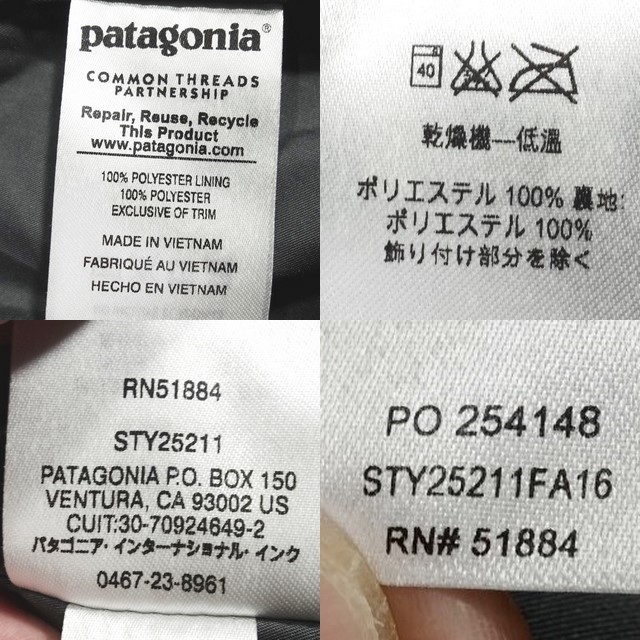 patagonia®
COMMON THREADS
PARTNERSHIP
Repair, Reuse, Recycle
This Product
www.patagonia.com
100% POLYESTER LINING
100% POLYESTER
EXCLUSIVE OF TRIM
MADE IN VIETNAM
FABRIQUÉ AU VIETNAM
HECHO EN VIETNAM
40
乾燥機—低温
ポリエステル 100% 裏地:
ポリエステル 100%
飾り付け部分を除く
RN51884
STY25211
PATAGONIA P.O. BOX 150
VENTURA, CA 93002 US
CUIT:30-70924649-2
パタゴニア・インターナショナル・インク
0467-23-8961
PO 254148
STY25211FA16
RN# 51884